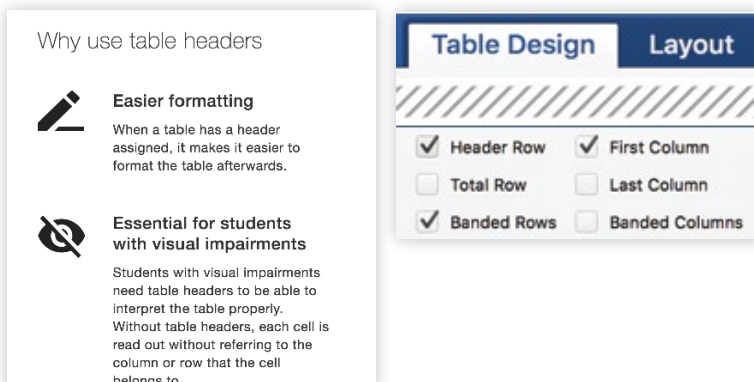 Why use table headers
Easier formatting
When a table has a header
assigned, it makes it easier to
format the table afterwards.
Essential for students
with visual impairments
Students with visual impairments
need table headers to be able to
interpret the table properly.
Without table headers, each cell is
read out without referring to the
column or row that the cell
belongs to.
Table Design Layout
Header Row First Column
Total Row Last Column
Banded Rows Banded Columns